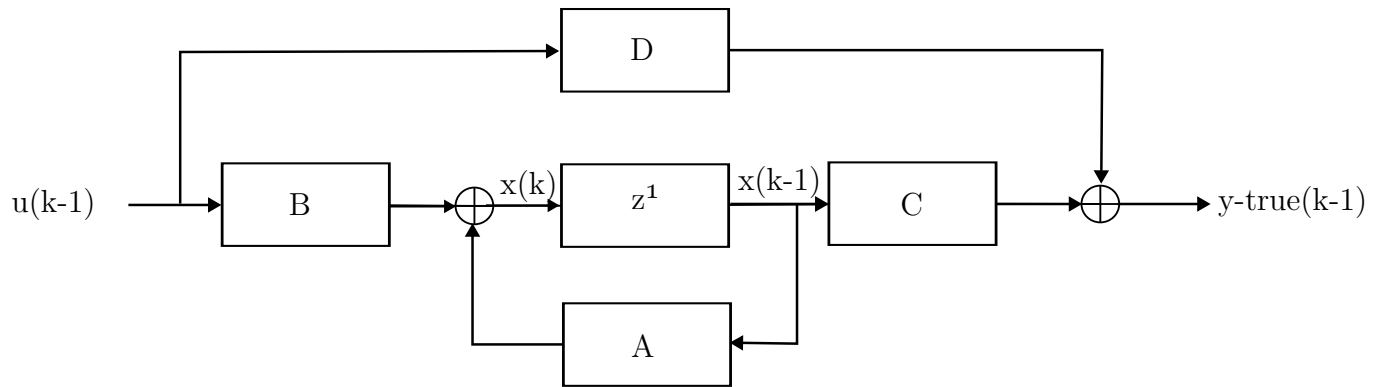 D
u(k-1)
B
x(k)
z¹
x(k-1)
C
y-true(k-1)
A